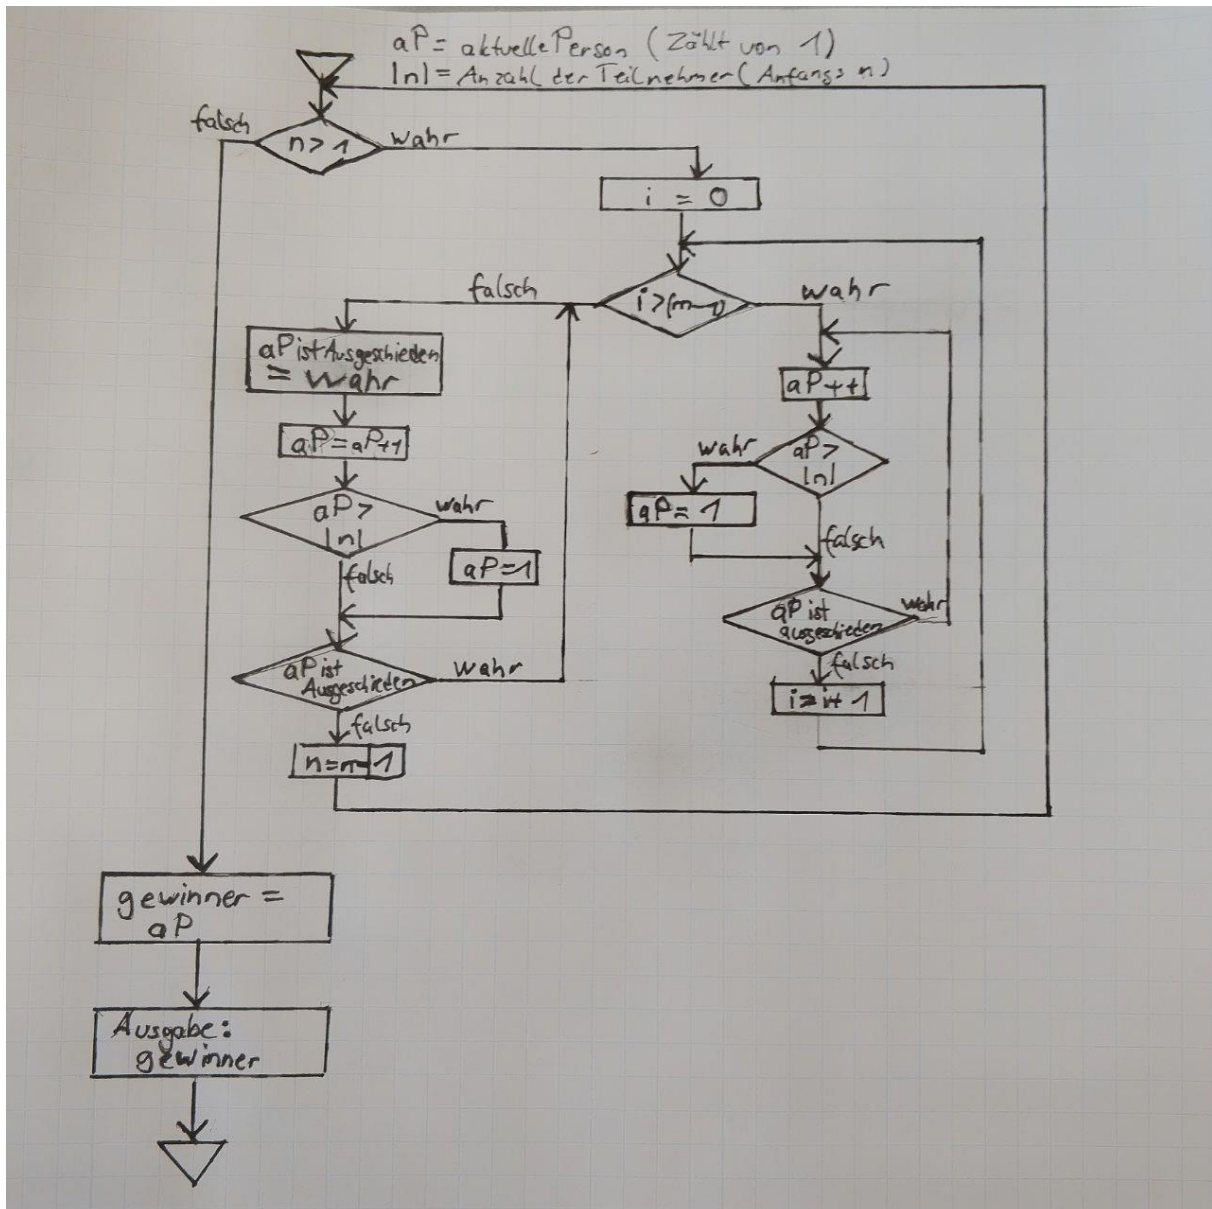 aP = aktuelle Person (Zählt von 1)
|n| = Anzahl der Teilnehmer (Anfangs n)
falsch
n > 1
wahr
i = 0
falsch
wahr
aP ist Ausgeschieden
= wahr
aP++
aP = aP+1
wahr
aP >
|n|
aP >
|n|
wahr
aP = 1
falsch
aP = 1
falsch
aP ist
ausgeschieden
wahr
aP ist
Ausgeschieden
wahr
falsch
i = i + 1
falsch
gewinner =
aP
Ausgabe:
gewinner